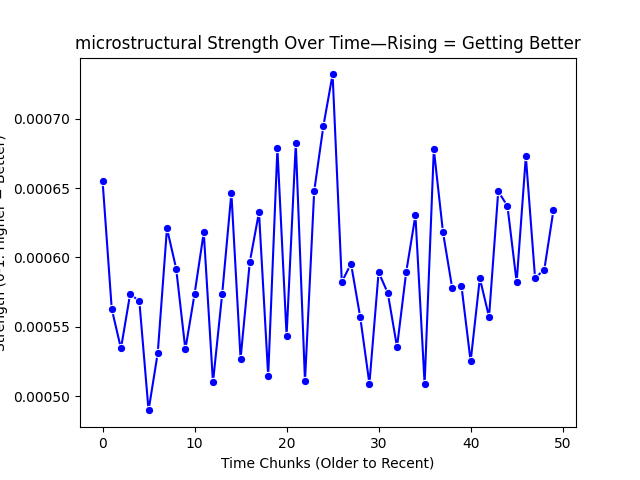 microstructural Strength Over Time—Rising = Getting Better
Strength (0-1: Higher = Better)
0.00070
0.00065
0.00060
0.00055
0.00050
0 10 20 30 40 50
Time Chunks (Older to Recent)